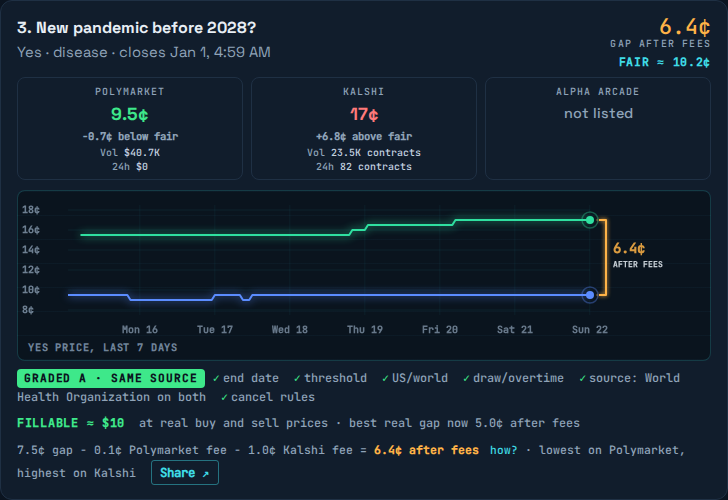 3. New pandemic before 2028?
6.4¢
GAP AFTER FEES
Yes · disease · closes Jan 1, 4:59 AM
FAIR ≈ 10.2¢
POLYMARKET
9.5¢
-0.7¢ below fair
Vol $40.7K
24h $0
KALSHI
17¢
+6.8¢ above fair
Vol 23.5K contracts
24h 82 contracts
ALPHA ARCADE
not listed
18¢
16¢
14¢
12¢
10¢
8¢
6.4¢
AFTER FEES
Mon 16
Tue 17
Wed 18
Thu 19
Fri 20
Sat 21
Sun 22
YES PRICE, LAST 7 DAYS
GRADED A · SAME SOURCE ✓ end date ✓ threshold ✓ US/world ✓ draw/overtime ✓ source: World
Health Organization on both ✓ cancel rules
FILLABLE ≈ $10 at real buy and sell prices · best real gap now 5.0¢ after fees
7.5¢ gap - 0.1¢ Polymarket fee - 1.0¢ Kalshi fee = 6.4¢ after fees how? · lowest on Polymarket,
highest on Kalshi Share ↗